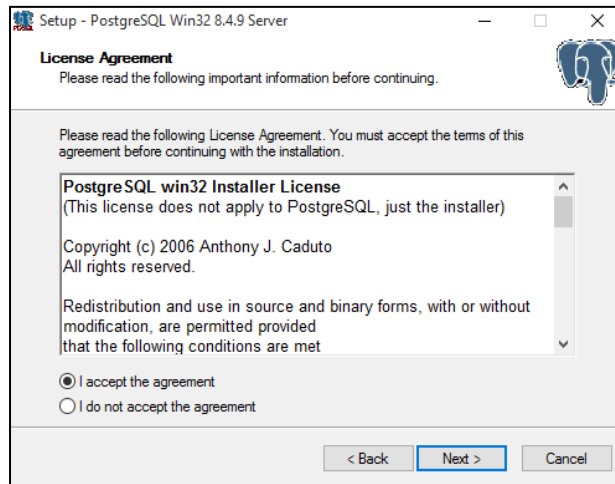 Setup - PostgreSQL Win32 8.4.9 Server
License Agreement
Please read the following important information before continuing.
Please read the following License Agreement. You must accept the terms of this
agreement before continuing with the installation.
PostgreSQL win32 Installer License
(This license does not apply to PostgreSQL, just the installer)
Copyright (c) 2006 Anthony J. Caduto
All rights reserved.
Redistribution and use in source and binary forms, with or without
modification, are permitted provided
that the following conditions are met
I accept the agreement
I do not accept the agreement
< Back Next > Cancel